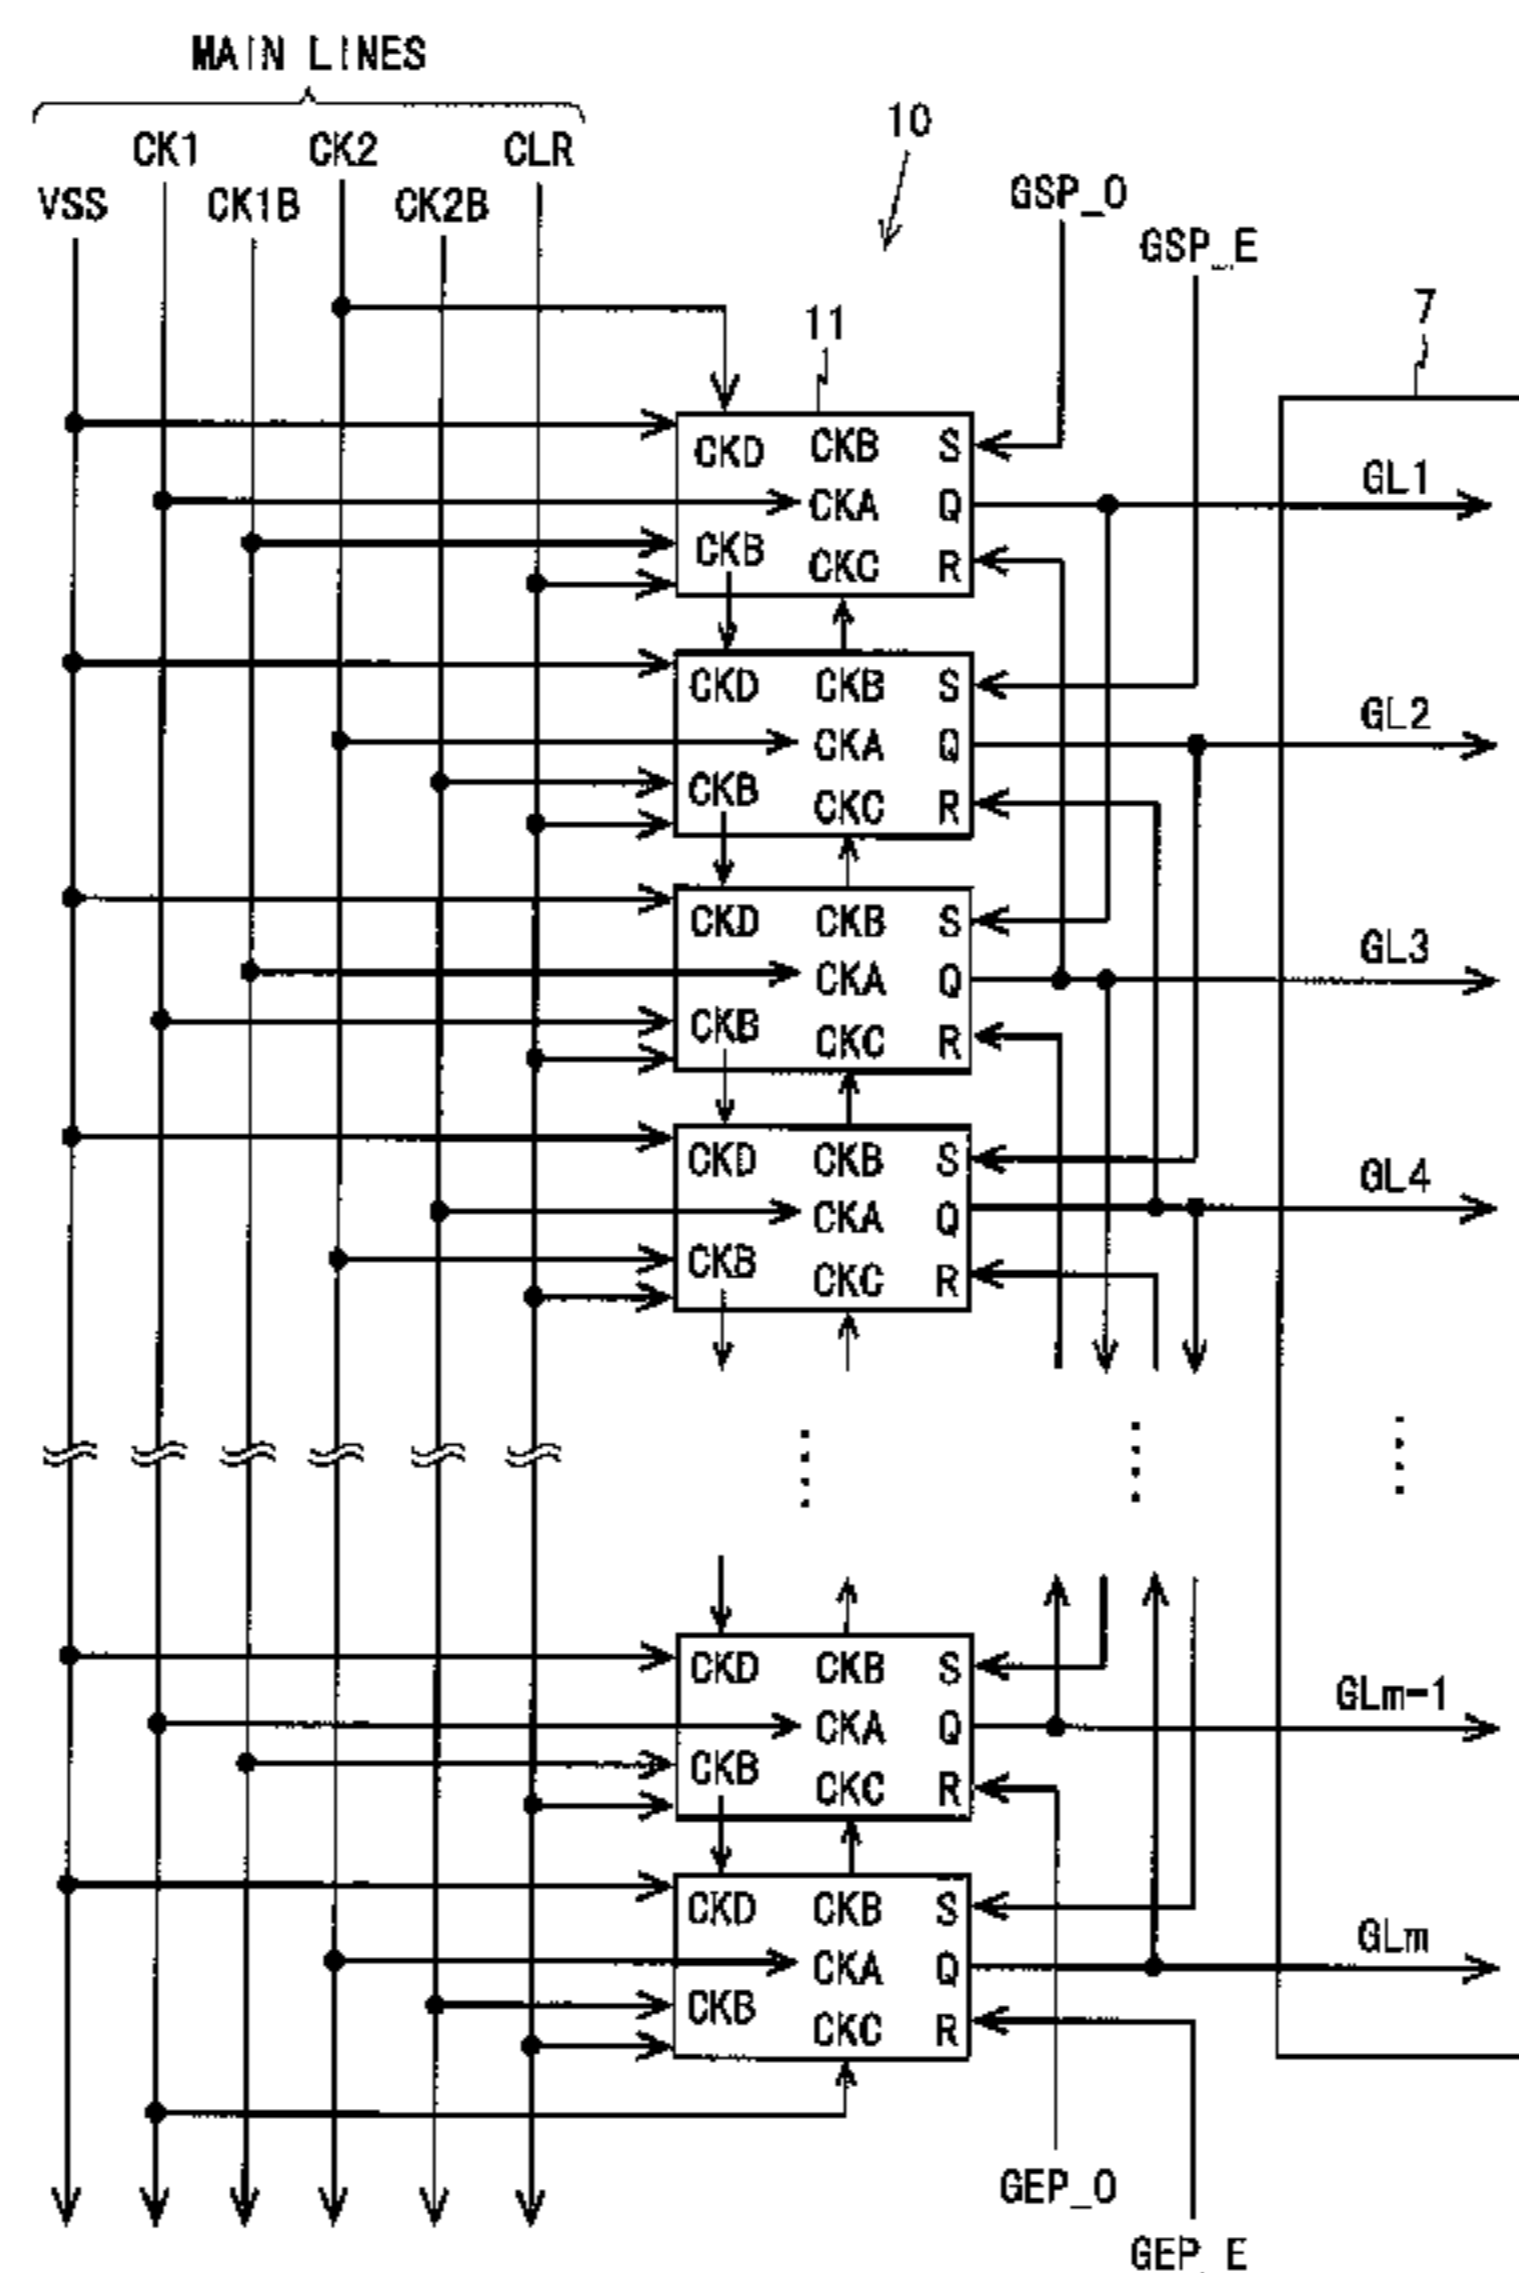 MAIN LINES
CK1 CK2 CLR
VSS CK1B CK2B
10
GSP_O
GSP_E
11
7
CKD CKB S
CKA Q GL1
CKB CKC R
CKD CKB S
CKA Q GL2
CKB CKC R
CKD CKB S
CKA Q GL3
CKB CKC R
CKD CKB S
CKA Q GL4
CKB CKC R
CKD CKB S
CKA Q GLm-1
CKB CKC R
CKD CKB S
CKA Q GLm
CKB CKC R
GEP_O
GEP_E